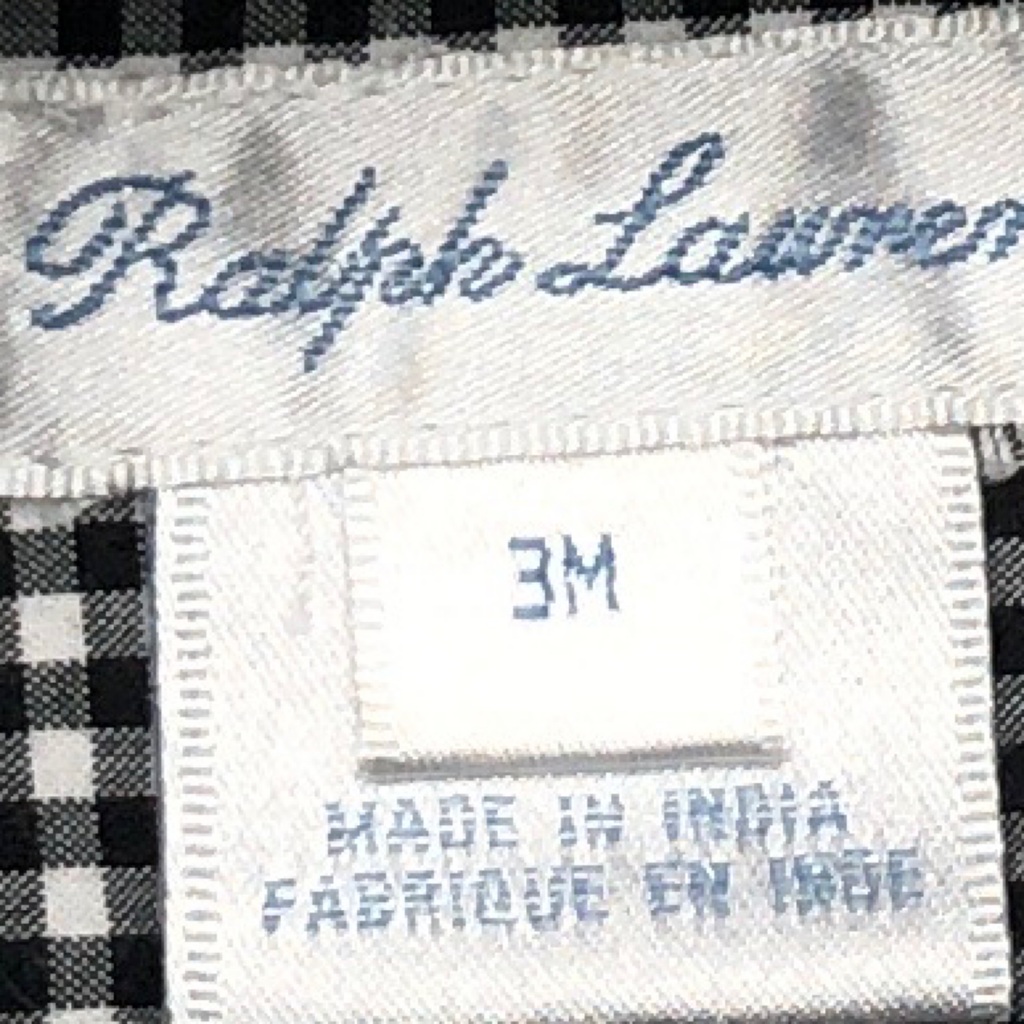 Ralph Lauren
3M
MADE IN INDIA
FABRIQUE EN INDE